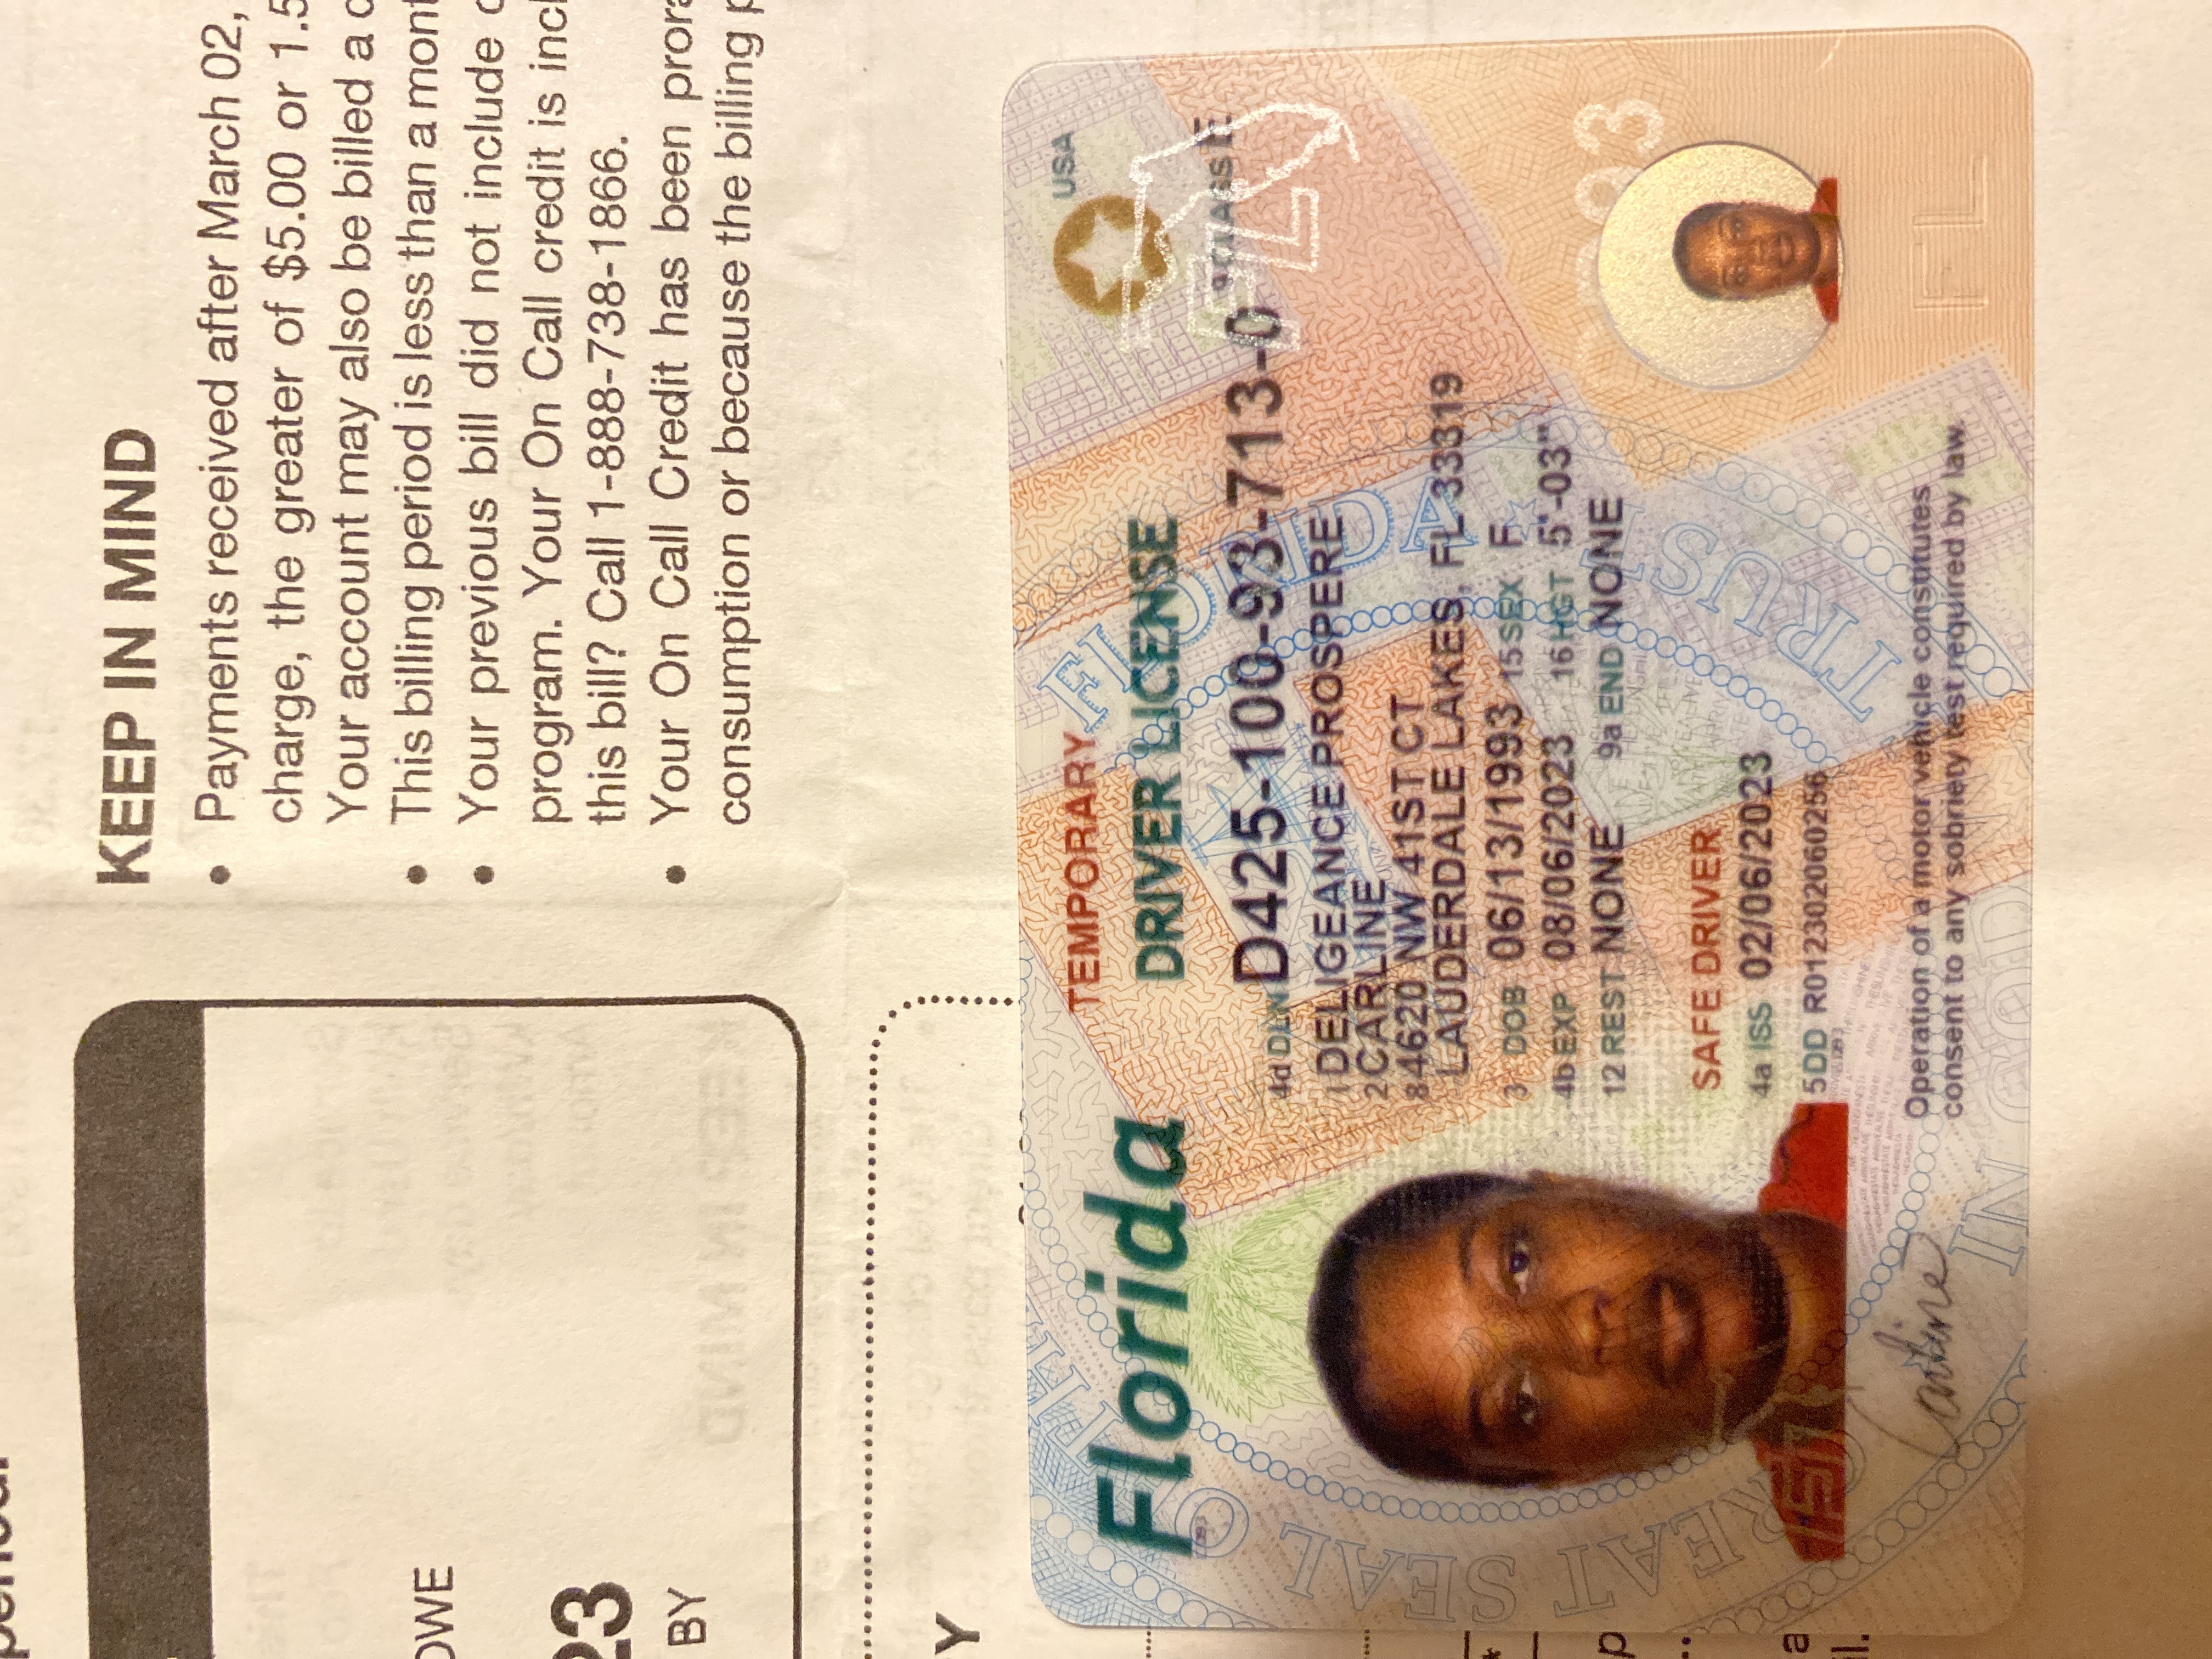 period.
KEEP IN MIND
• Payments received after March 02,
charge, the greater of $5.00 or 1.5
Your account may also be billed a
• This billing period is less than a
• Your previous bill did not include
program. Your On Call credit is
this bill? Call 1-888-738-1866.
• Your On Call Credit has been
consumption or because the billing
OWE
23
BY
Florida
TEMPORARY
DRIVER LICENSE
USA
9 CLASS E
4d DLN D425-100-93-713-0
1 DELIGEANCE PROSPERE
2 CARLINE
8 4620 NW 41ST CT
LAUDERDALE LAKES, FL 33319
3 DOB 06/13/1993 15 SEX F
4b EXP 08/06/2023 16 HGT 5'-03"
12 REST NONE 9a END NONE
SAFE DRIVER
4a ISS 02/06/2023
5DD R012302060256
Carline
Operation of a motor vehicle constitutes
consent to any sobriety test required by law.
GREAT SEAL OF THE
FLORIDA
IN GOD WE TRUST
FL
FL